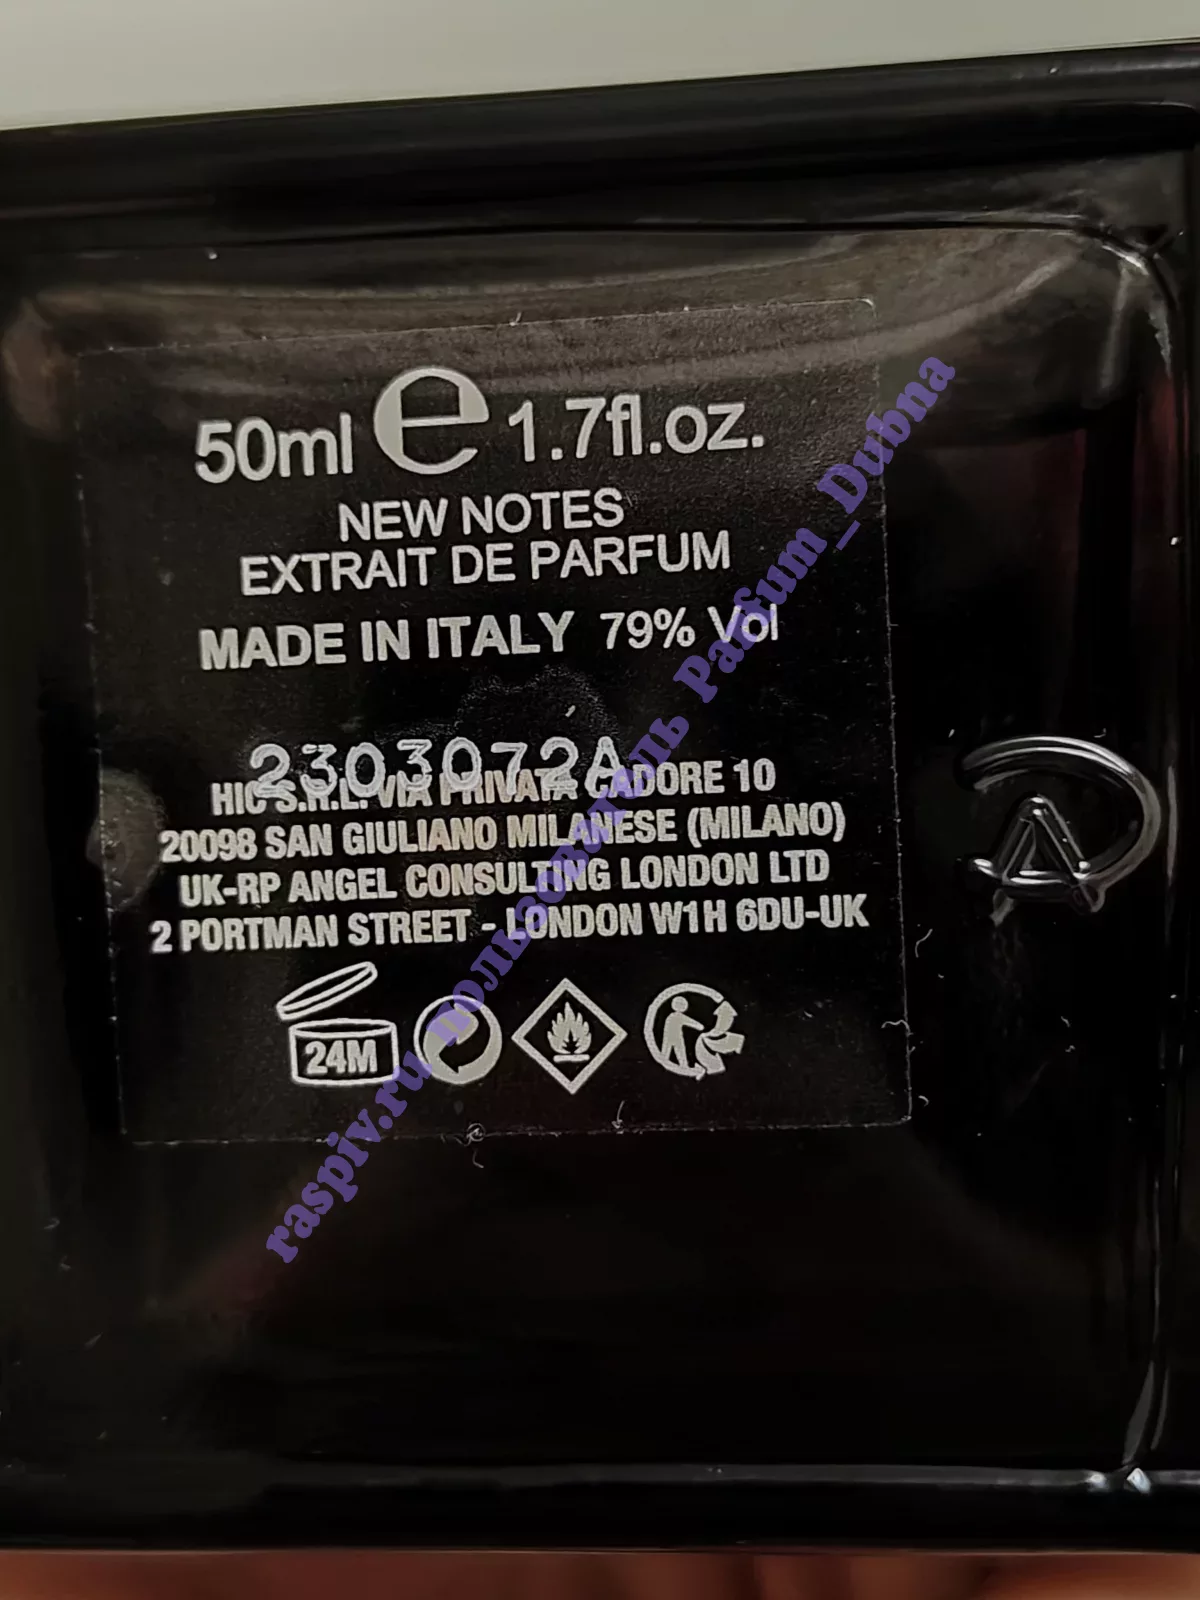 50ml e 1.7fl.oz.
NEW NOTES
EXTRAIT DE PARFUM
MADE IN ITALY 79% Vol
2303072A
HIC S.R.L. VIA PRIVATA CADORE 10
20098 SAN GIULIANO MILANESE (MILANO)
UK-RP ANGEL CONSULTING LONDON LTD
2 PORTMAN STREET - LONDON W1H 6DU-UK
24M
raspiv.ru пользователь Parfum_Dubna